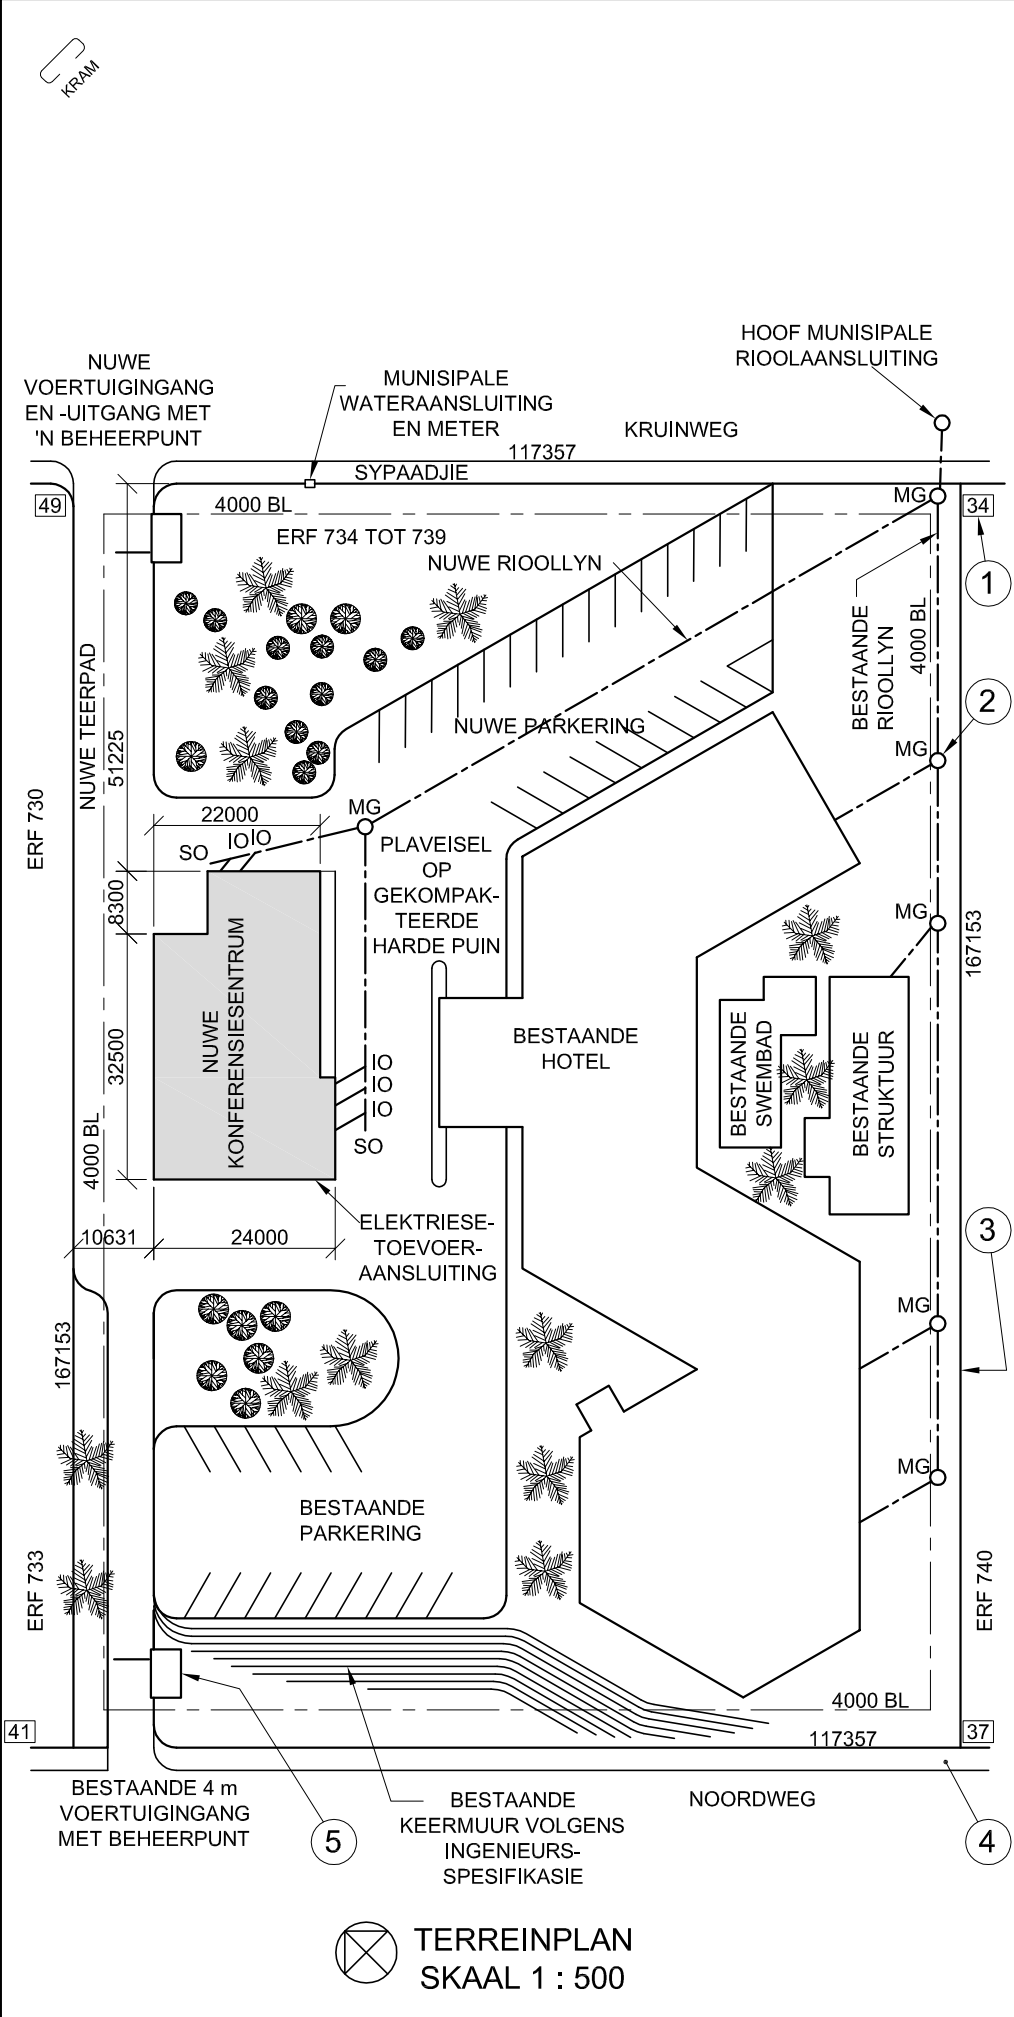 KRAM
HOOF MUNISIPALE
RIOOLAANSLUITING
NUWE
VOERTUIGINGANG
EN -UITGANG MET
'N BEHEERPUNT
MUNISIPALE
WATERAANSLUITING
EN METER
KRUINWEG
117357
SYPAADJIE
49
4000 BL
MG
34
ERF 734 TOT 739
NUWE RIOOLLYN
1
BESTAANDE
RIOOLLYN
4000 BL
NUWE TEERPAD
2
NUWE PARKERING
MG
51225
ERF 730
22000
MG
SO
IO
IO
PLAVEISEL
OP
GEKOMPAK-
TEERDE
HARDE PUIN
8300
MG
167153
NUWE
KONFERENSIESENTRUM
32500
BESTAANDE
HOTEL
BESTAANDE
SWEMBAD
BESTAANDE
STRUKTUUR
IO
IO
IO
SO
4000 BL
ELEKTRIESE-
TOEVOER-
AANSLUITING
10631
24000
3
MG
167153
MG
BESTAANDE
PARKERING
ERF 733
ERF 740
4000 BL
41
117357
37
BESTAANDE 4 m
VOERTUIGINGANG
MET BEHEERPUNT
5
BESTAANDE
KEERMUUR VOLGENS
INGENIEURS-
SPESIFIKASIE
NOORDWEG
4
TERREINPLAN
SKAAL 1 : 500